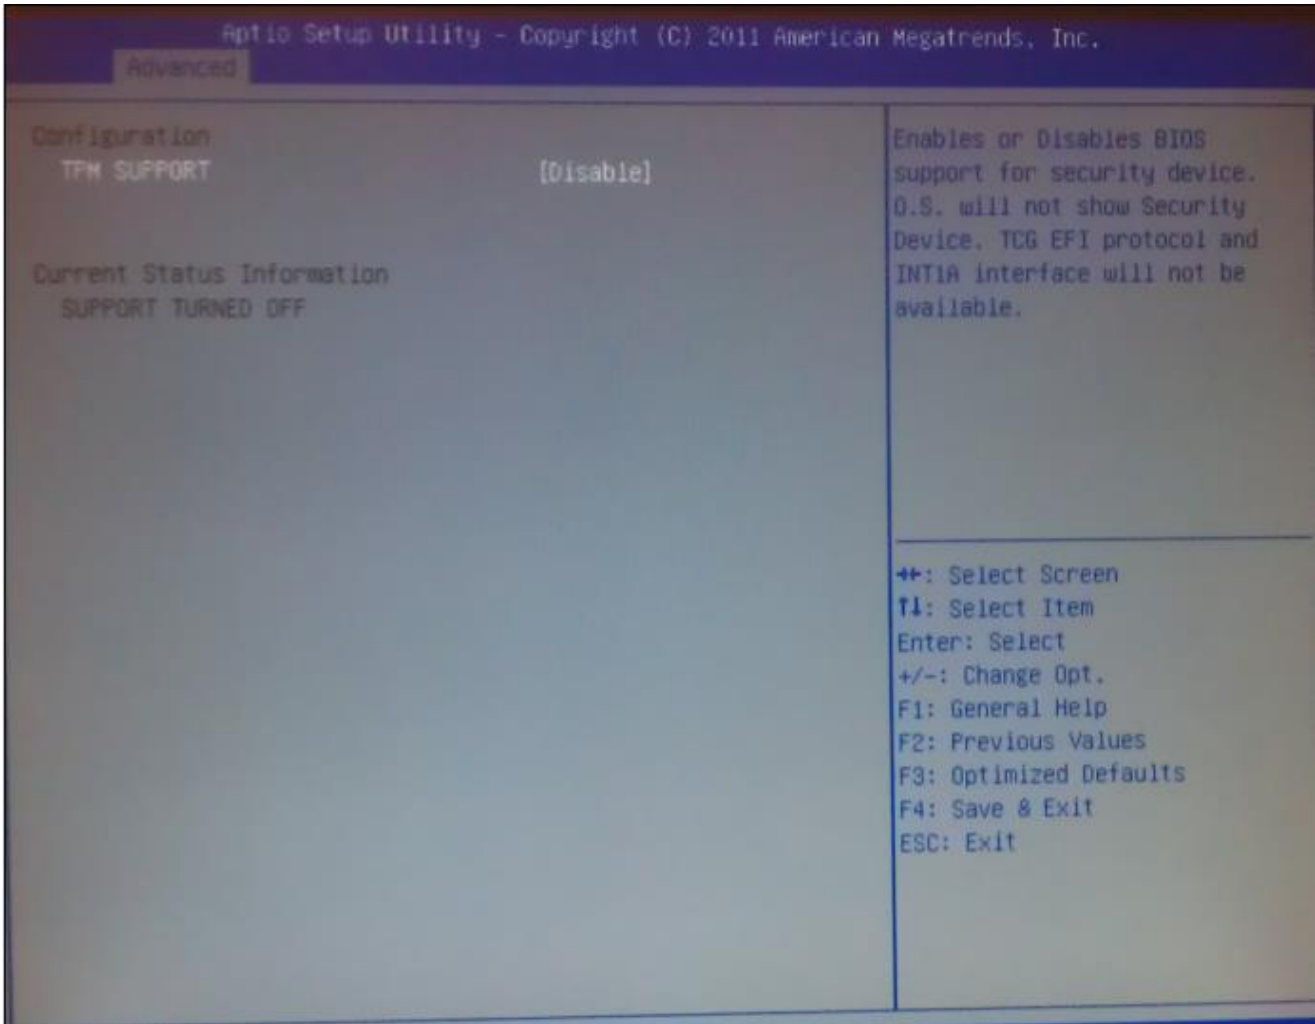 Aptio Setup Utility - Copyright (C) 2011 American Megatrends, Inc.
Advanced
Configuration
TPM SUPPORT [Disable]
Current Status Information
SUPPORT TURNED OFF
Enables or Disables BIOS
support for security device.
O.S. will not show Security
Device. TCG EFI protocol and
INT1A interface will not be
available.
→←: Select Screen
↑↓: Select Item
Enter: Select
+/-: Change Opt.
F1: General Help
F2: Previous Values
F3: Optimized Defaults
F4: Save & Exit
ESC: Exit